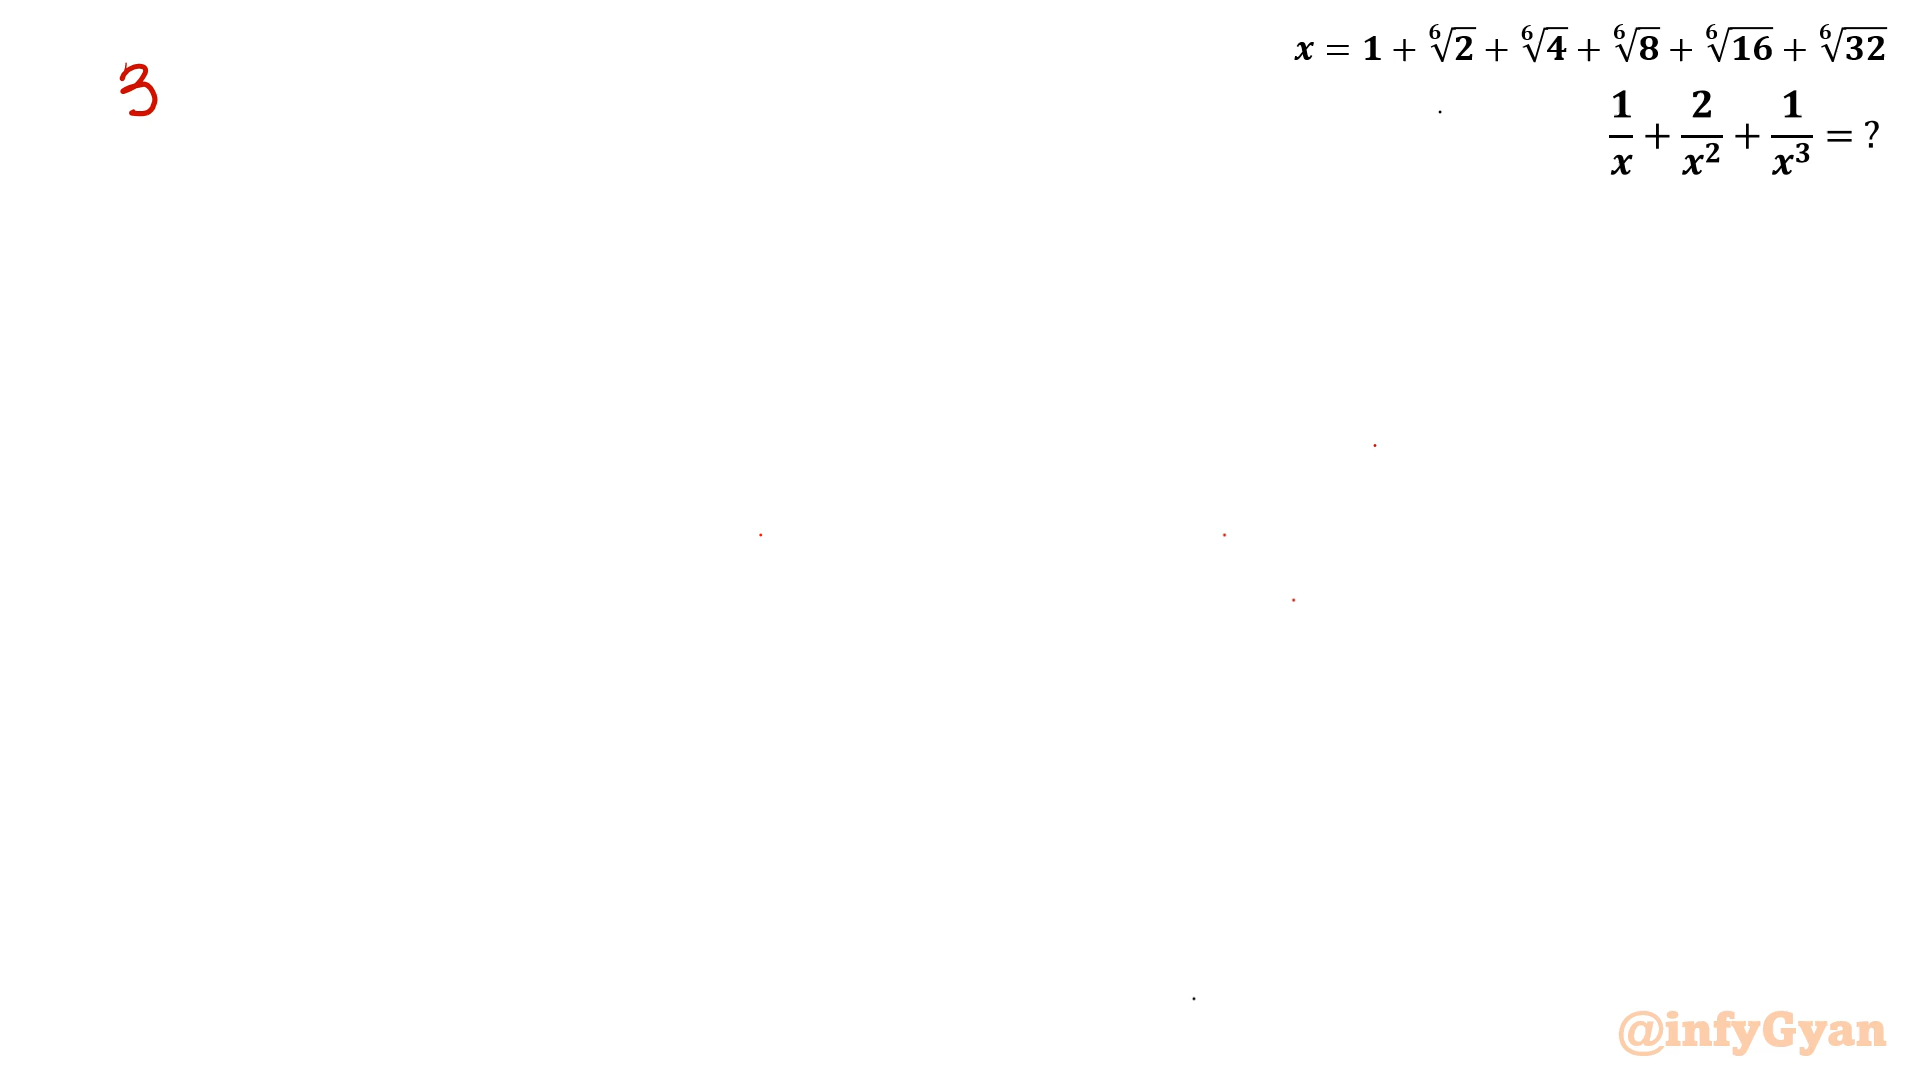 3
x = 1 + ⁶√2 + ⁶√4 + ⁶√8 + ⁶√16 + ⁶√32
1/x + 2/x² + 1/x³ = ?
@infyGyan